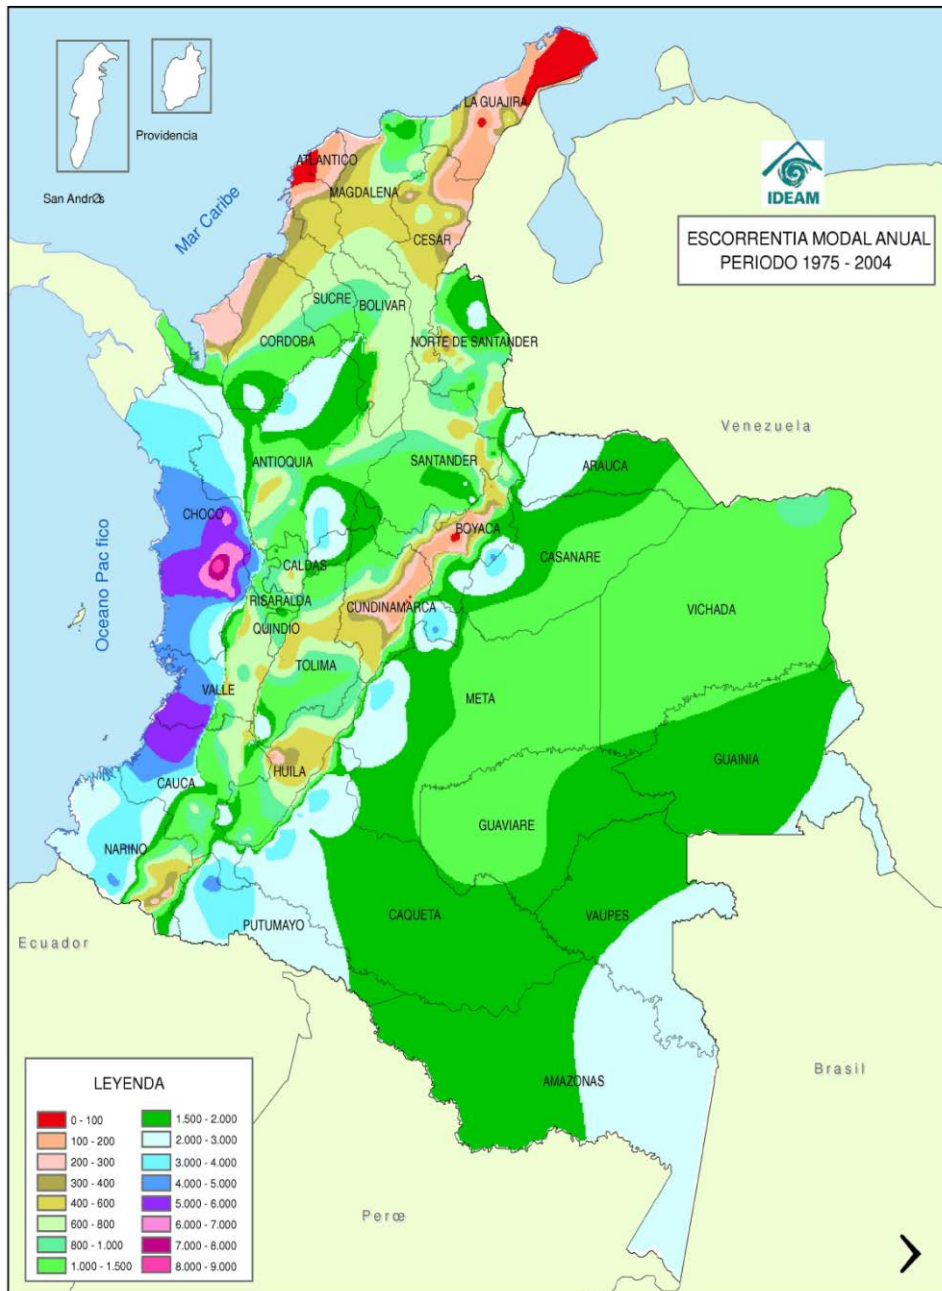 Providencia
San AndrØs
Mar Caribe
IDEAM
ESCORRENTIA MODAL ANUAL
PERIODO 1975 - 2004
LA GUAJIRA
ATLANTICO
MAGDALENA
CESAR
SUCRE
BOLIVAR
CORDOBA
NORTE DE SANTANDER
Venezuela
ANTIOQUIA
SANTANDER
ARAUCA
CHOCO
BOYACA
CASANARE
CALDAS
Oceano Pac fico
RISARALDA
CUNDINAMARCA
VICHADA
QUINDIO
TOLIMA
VALLE
META
HUILA
GUAINIA
CAUCA
GUAVIARE
NARINO
CAQUETA
VAUPES
PUTUMAYO
Ecuador
AMAZONAS
Brasil
Perœ
LEYENDA
0 - 100
100 - 200
200 - 300
300 - 400
400 - 600
600 - 800
800 - 1.000
1.000 - 1.500
1.500 - 2.000
2.000 - 3.000
3.000 - 4.000
4.000 - 5.000
5.000 - 6.000
6.000 - 7.000
7.000 - 8.000
8.000 - 9.000